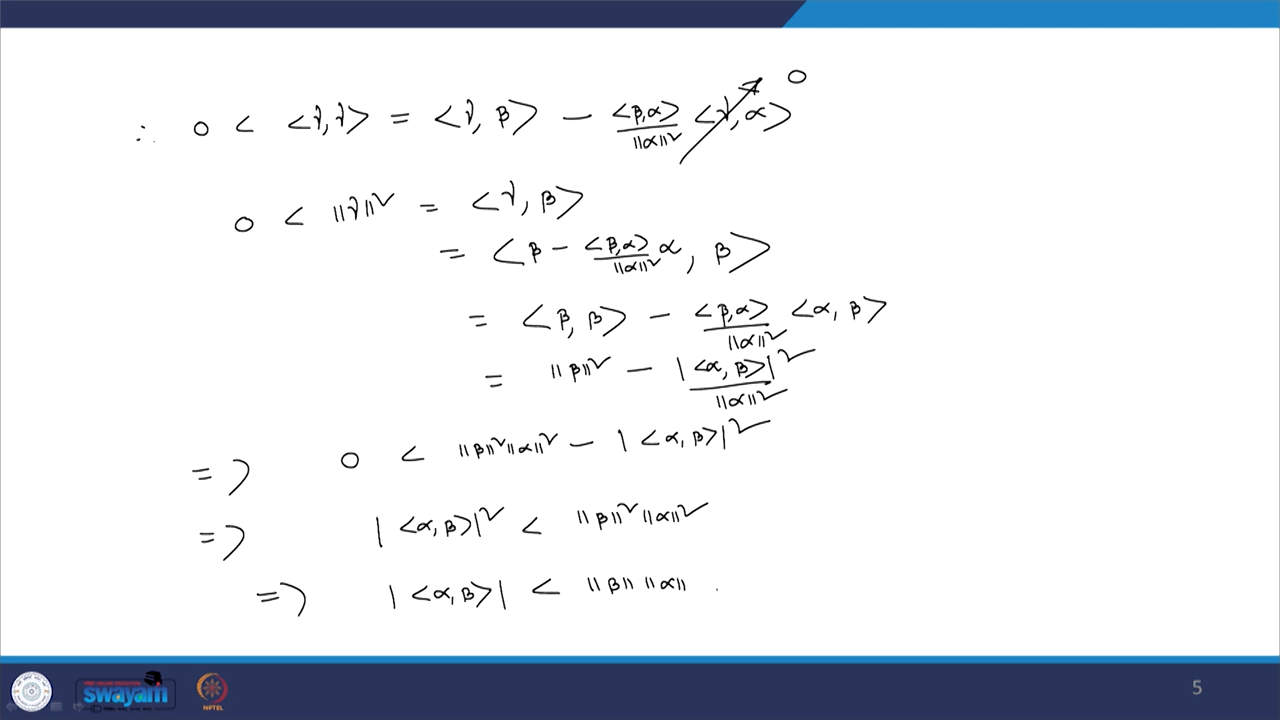 ∴ 0 < <γ,γ> = <γ, β> − <β,α>/||α||² <γ, α> 0
0 < ||γ||² = <γ, β>
= <β − <β,α>/||α||² α, β>
= <β, β> − <β,α>/||α||² <α, β>
= ||β||² − |<α, β>|²/||α||²
=> 0 < ||β||²||α||² − |<α, β>|²
=> |<α, β>|² < ||β||² ||α||²
=> |<α, β>| < ||β|| ||α||
swayam
NPTEL
5